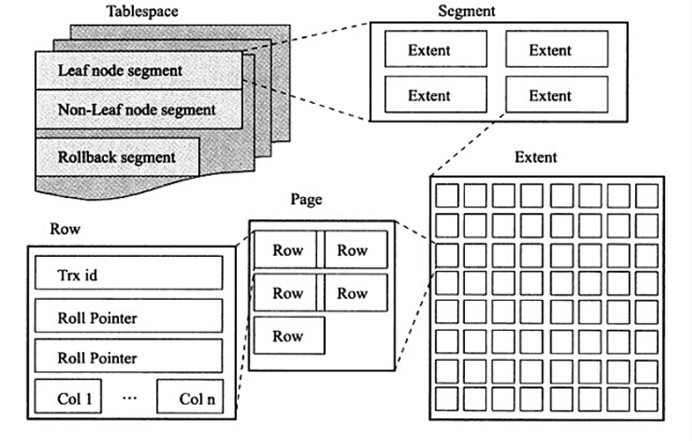 Tablespace
Leaf node segment
Non-Leaf node segment
Rollback segment
Segment
Extent Extent
Extent Extent
Extent
Page
Row Row
Row Row
Row
Row
Trx id
Roll Pointer
Roll Pointer
Col 1 ... Col n